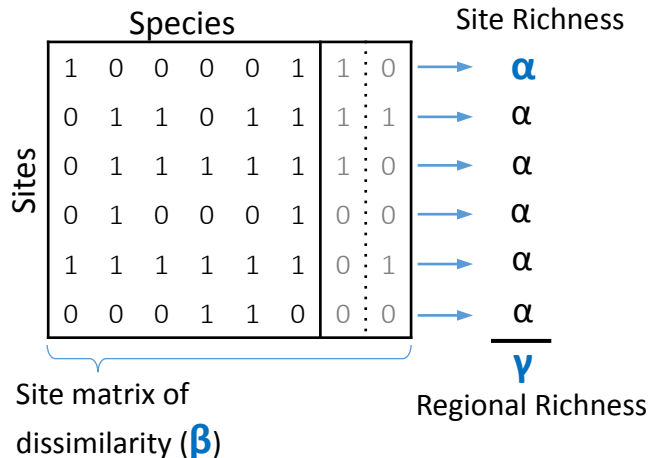 Species
Site Richness
Sites
1 0 0 0 0 1 1 0 α
0 1 1 0 1 1 1 1 α
0 1 1 1 1 1 1 0 α
0 1 0 0 0 1 0 0 α
1 1 1 1 1 1 0 1 α
0 0 0 1 1 0 0 0 α
γ
Regional Richness
Site matrix of
dissimilarity (β)